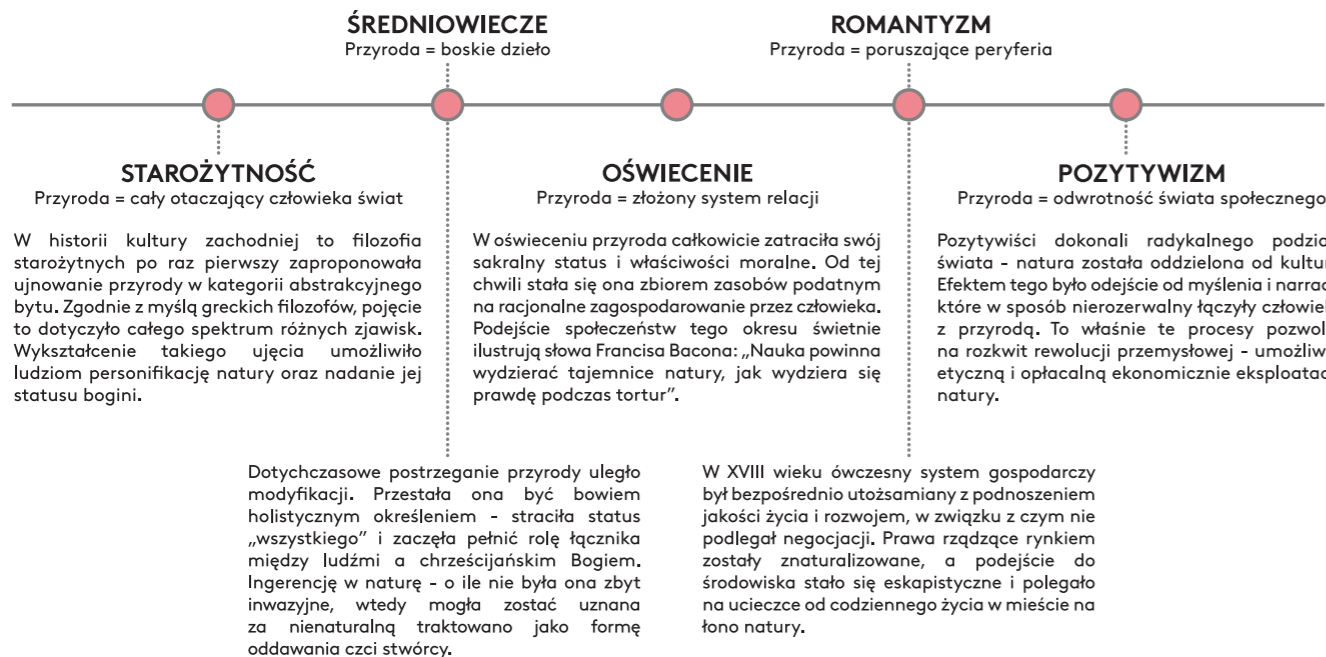 ŚREDNIOWIECZE
Przyroda = boskie dzieło
ROMANTYZM
Przyroda = poruszające peryferia
STAROŻYTNOŚĆ
Przyroda = cały otaczający człowieka świat
W historii kultury zachodniej to filozofia
starożytnych po raz pierwszy zaproponowała
ujnowanie przyrody w kategorii abstrakcyjnego
bytu. Zgodnie z myślą greckich filozofów, pojęcie
to dotyczyło całego spektrum różnych zjawisk.
Wykształcenie takiego ujęcia umożliwiło
ludziom personifikację natury oraz nadanie jej
statusu bogini.
OŚWIECENIE
Przyroda = złożony system relacji
W oświeceniu przyroda całkowicie zatraciła swój
sakralny status i właściwości moralne. Od tej
chwili stała się ona zbiorem zasobów podatnym
na racjonalne zagospodarowanie przez człowieka.
Podejście społeczeństw tego okresu świetnie
ilustrują słowa Francisa Bacona: „Nauka powinna
wydzierać tajemnice natury, jak wydziera się
prawdę podczas tortur”.
POZYTYWIZM
Przyroda = odwrotność świata społecznego
Pozytywiści dokonali radykalnego podzia
świata - natura została oddzielona od kultur
Efektem tego było odejście od myślenia i narrac
które w sposób nierozerwalny łączyły człowiek
z przyrodą. To właśnie te procesy pozwol
na rozkwit rewolucji przemysłowej - umożliw
etyczną i opłacalną ekonomicznie eksploatac
natury.
Dotychczasowe postrzeganie przyrody uległo
modyfikacji. Przestała ona być bowiem
holistycznym określeniem - straciła status
„wszystkiego” i zaczęła pełnić rolę łącznika
między ludźmi a chrześcijańskim Bogiem.
Ingerencję w naturę - o ile nie była ona zbyt
inwazyjne, wtedy mogła zostać uznana
za nienaturalną traktowano jako formę
oddawania czci stwórcy.
W XVIII wieku ówczesny system gospodarczy
był bezpośrednio utożsamiany z podnoszeniem
jakości życia i rozwojem, w związku z czym nie
podlegał negocjacji. Prawa rządzące rynkiem
zostały znaturalizowane, a podejście do
środowiska stało się eskapistyczne i polegało
na ucieczce od codziennego życia w mieście na
łono natury.